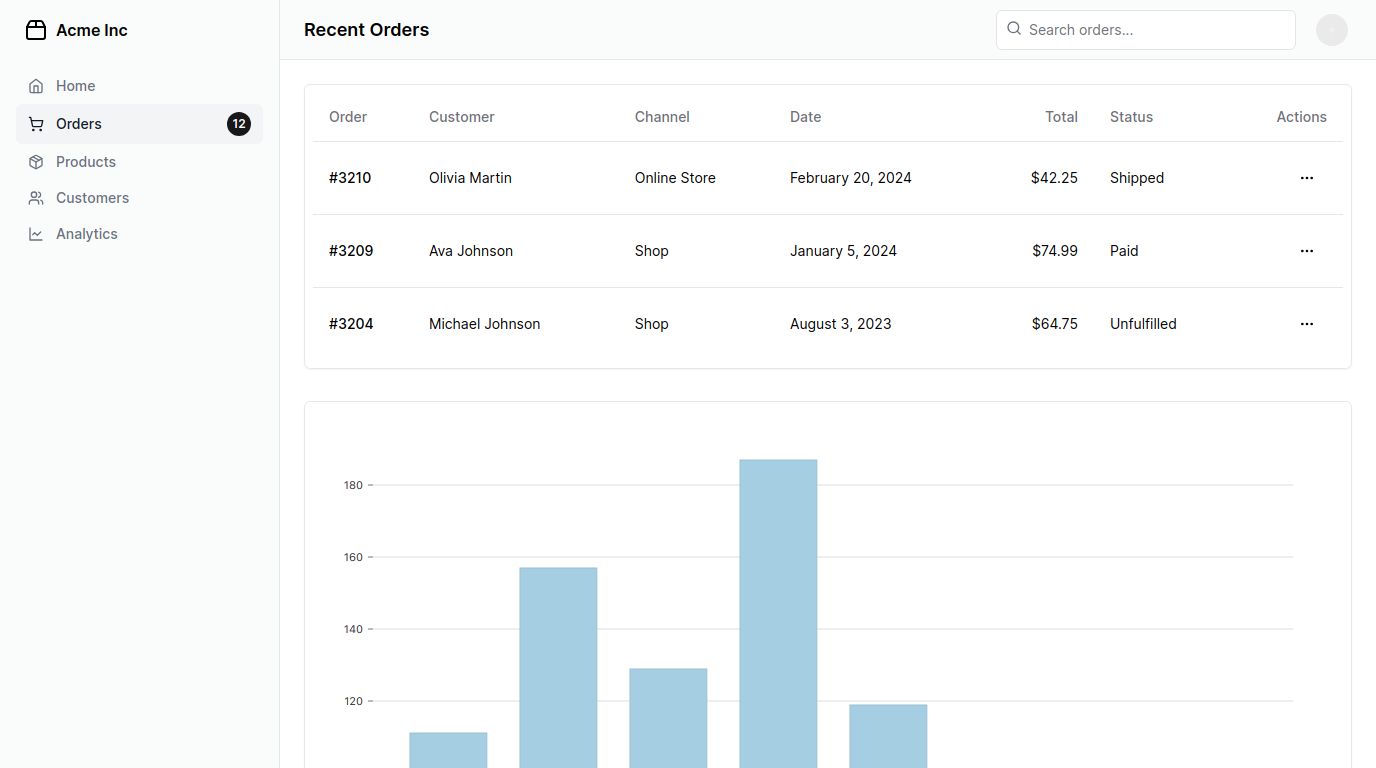 Acme Inc
Home
Orders 12
Products
Customers
Analytics
Recent Orders
Search orders...
Order Customer Channel Date Total Status Actions
#3210 Olivia Martin Online Store February 20, 2024 $42.25 Shipped
#3209 Ava Johnson Shop January 5, 2024 $74.99 Paid
#3204 Michael Johnson Shop August 3, 2023 $64.75 Unfulfilled
180
160
140
120